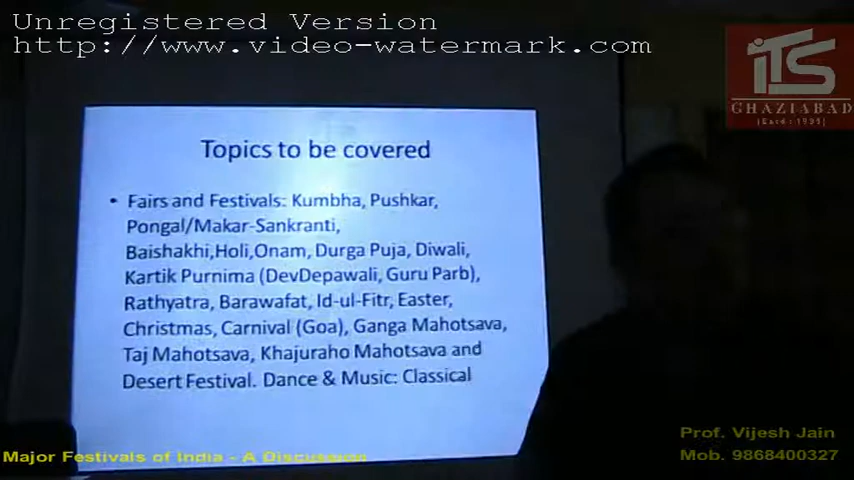 Unregistered Version
http://www.video-watermark.com
iTS
GHAZIABAD
(Estd : 1995)
Topics to be covered
• Fairs and Festivals: Kumbha, Pushkar,
Pongal/Makar-Sankranti,
Baishakhi,Holi,Onam, Durga Puja, Diwali,
Kartik Purnima (DevDepawali, Guru Parb),
Rathyatra, Barawafat, Id-ul-Fitr, Easter,
Christmas, Carnival (Goa), Ganga Mahotsava,
Taj Mahotsava, Khajuraho Mahotsava and
Desert Festival. Dance & Music: Classical
Prof. Vijesh Jain
Mob. 9868400327
Major Festivals of India - A Discussion